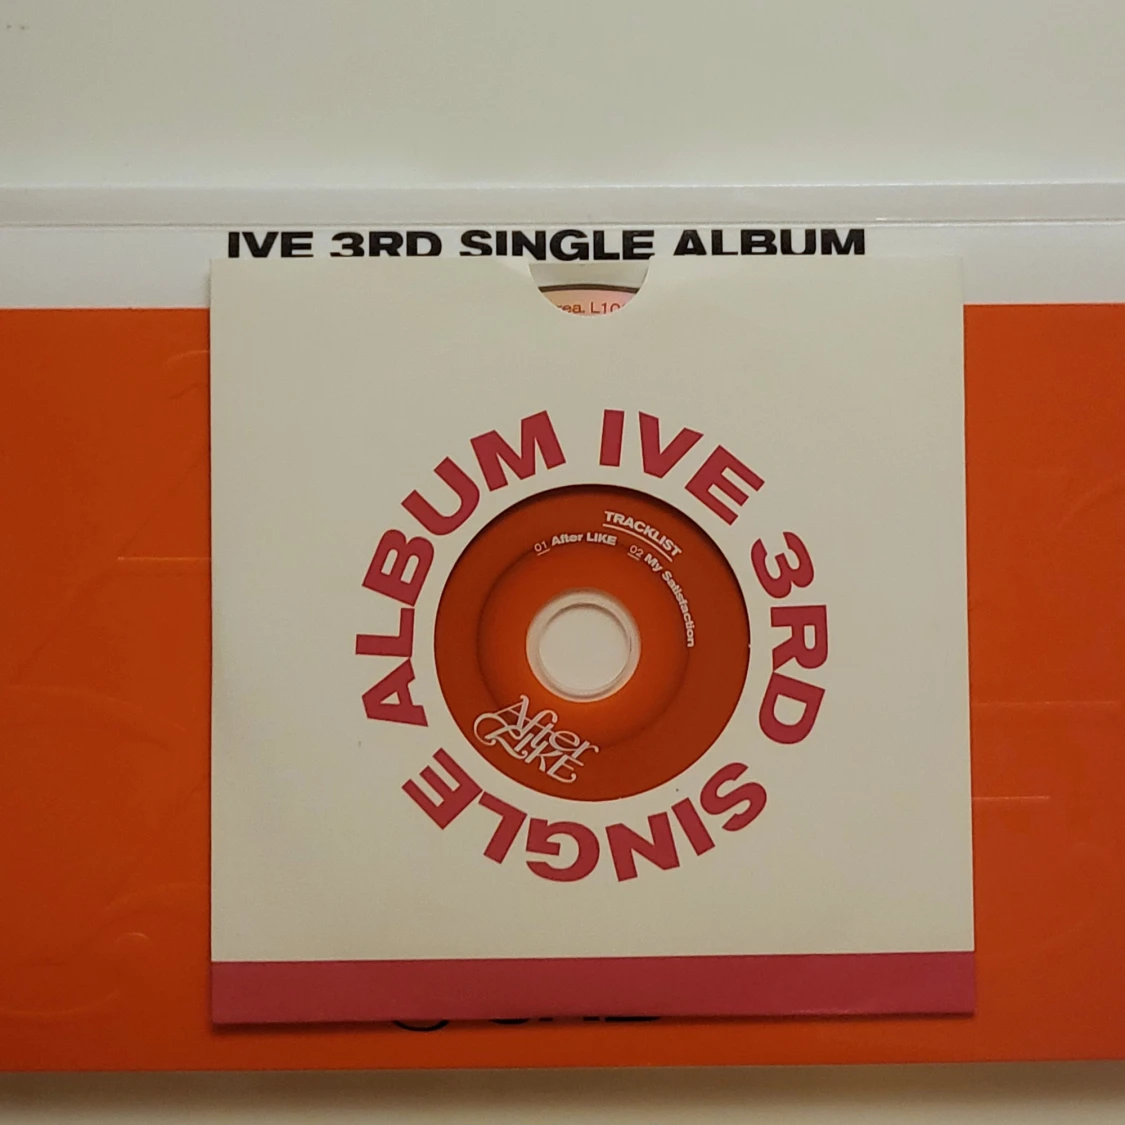 IVE 3RD SINGLE ALBUM
IVE 3RD SINGLE ALBUM
TRACKLIST
01 After LIKE
02 My Satisfaction
After
LIKE